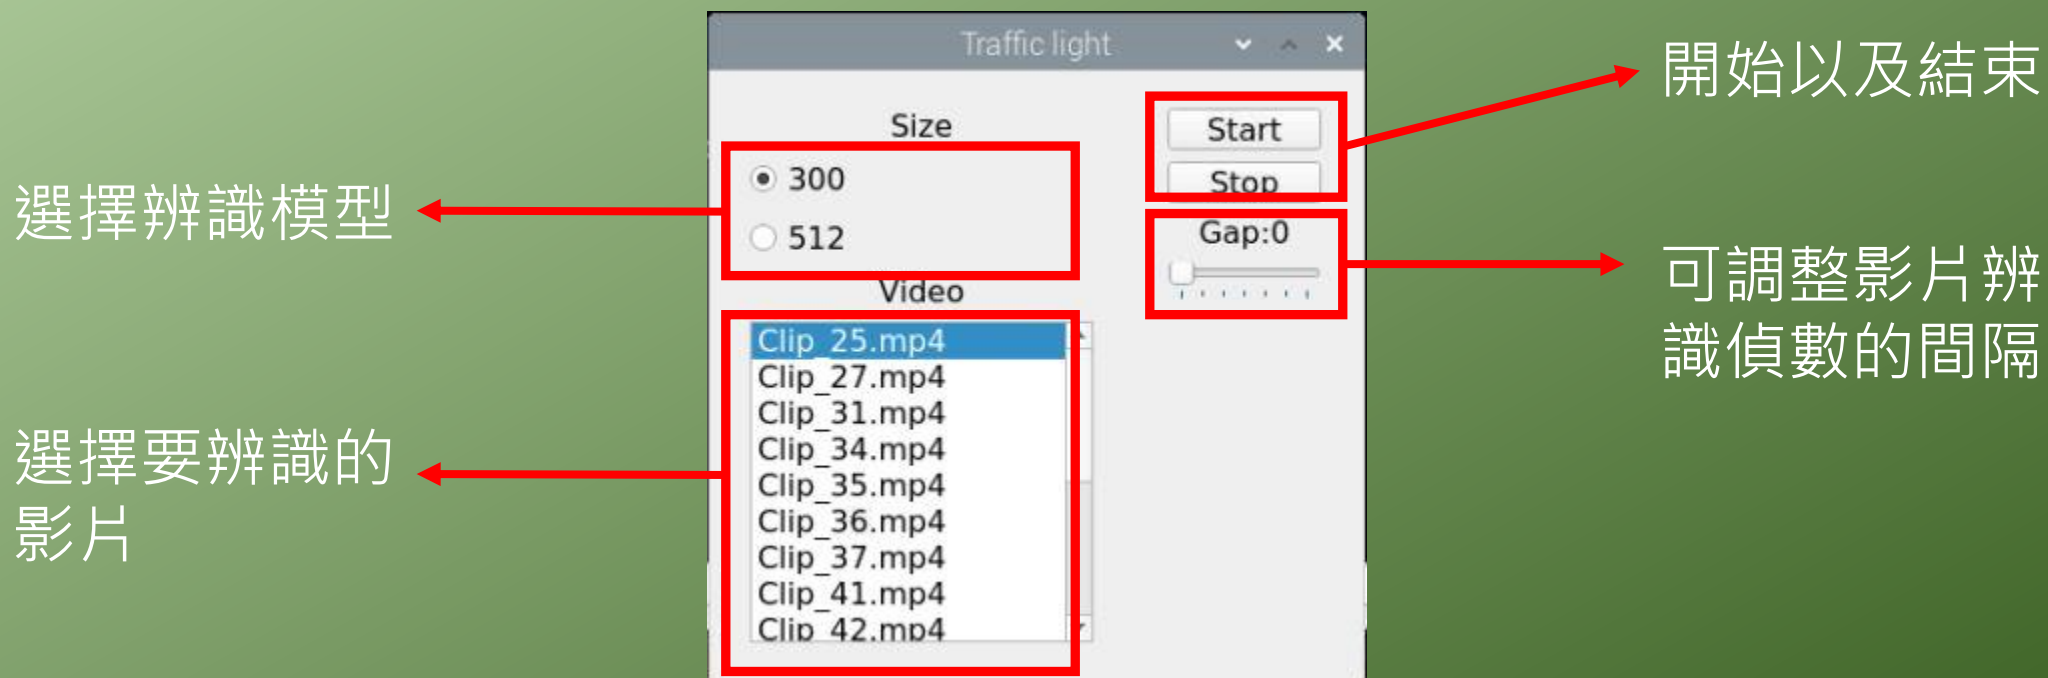 Traffic light
Size
300
512
Video
Clip_25.mp4
Clip_27.mp4
Clip_31.mp4
Clip_34.mp4
Clip_35.mp4
Clip_36.mp4
Clip_37.mp4
Clip_41.mp4
Clip_42.mp4
Start
Stop
Gap:0
選擇辨識模型
選擇要辨識的
影片
開始以及結束
可調整影片辨
識偵數的間隔